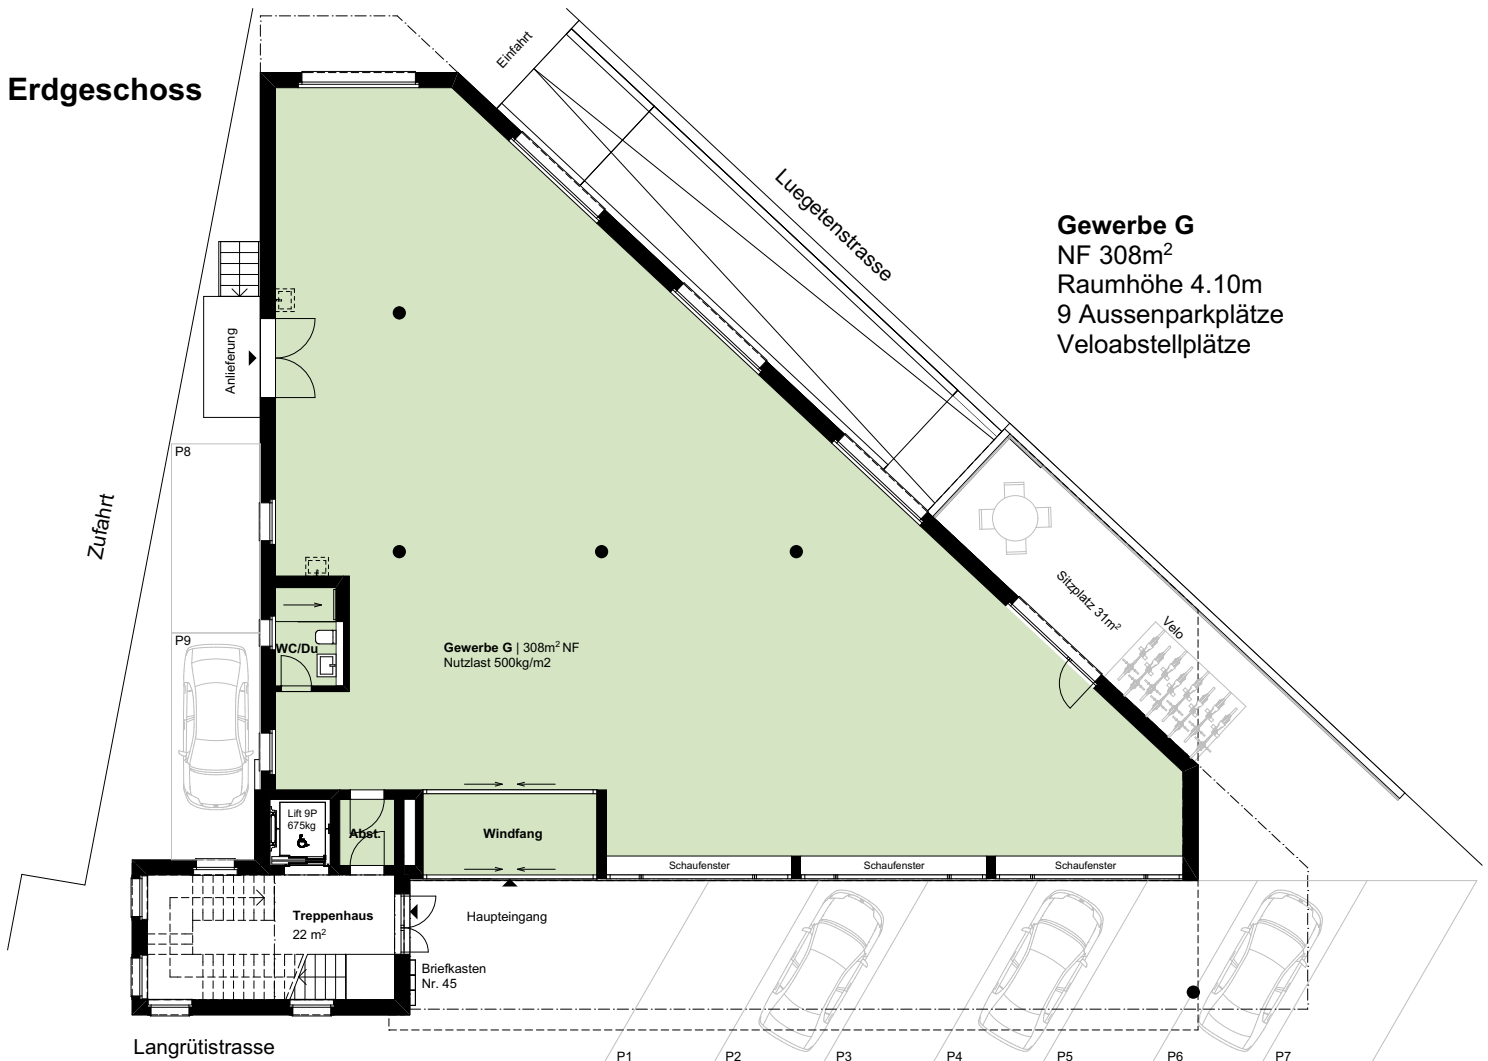 Erdgeschoss
Einfahrt
Luegetenstrasse
Gewerbe G
NF 308m²
Raumhöhe 4.10m
9 Aussenparkplätze
Veloabstellplätze
Anlieferung
P8
Zufahrt
P9
WC/Du
Gewerbe G | 308m² NF
Nutzlast 500kg/m2
Sitzplatz 31m²
Velo
Lift 9P
675kg
Abst.
Windfang
Schaufenster
Schaufenster
Schaufenster
Treppenhaus
22 m²
Haupteingang
Briefkasten
Nr. 45
Langrütistrasse
P1
P2
P3
P4
P5
P6
P7